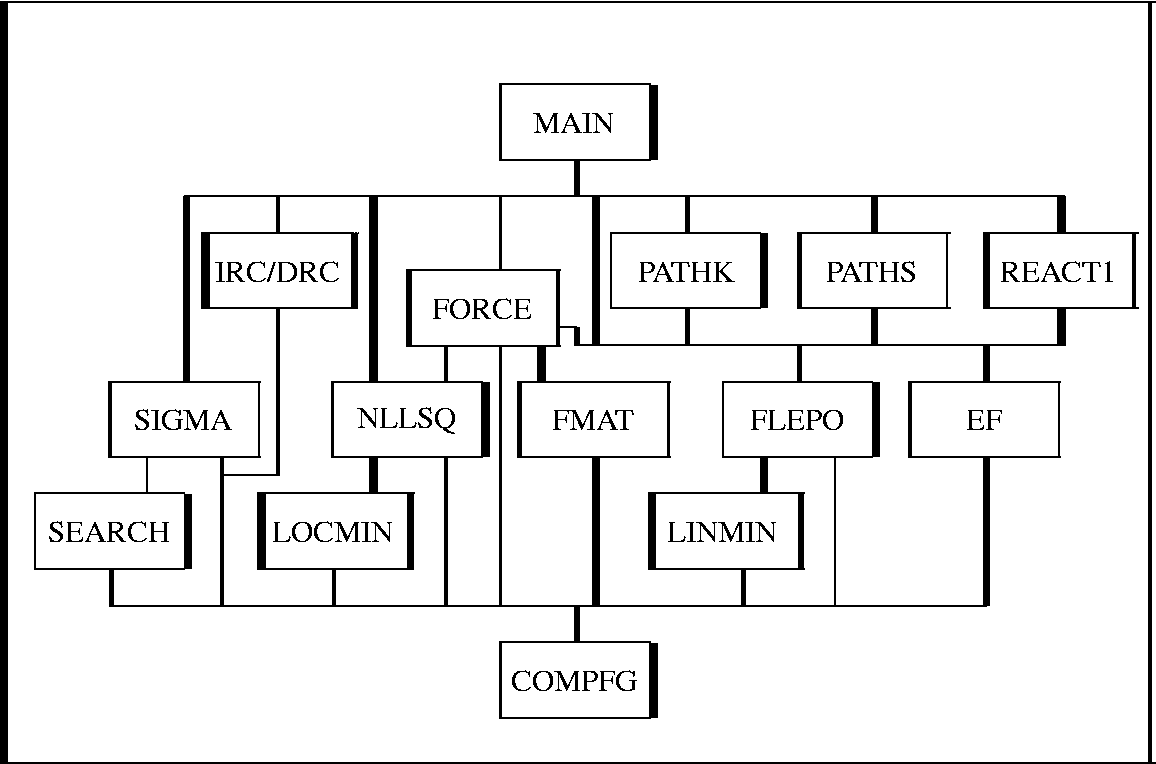 MAIN
IRC/DRC
FORCE
PATHK
PATHS
REACT1
SIGMA
NLLSQ
FMAT
FLEPO
EF
SEARCH
LOCMIN
LINMIN
COMPFG